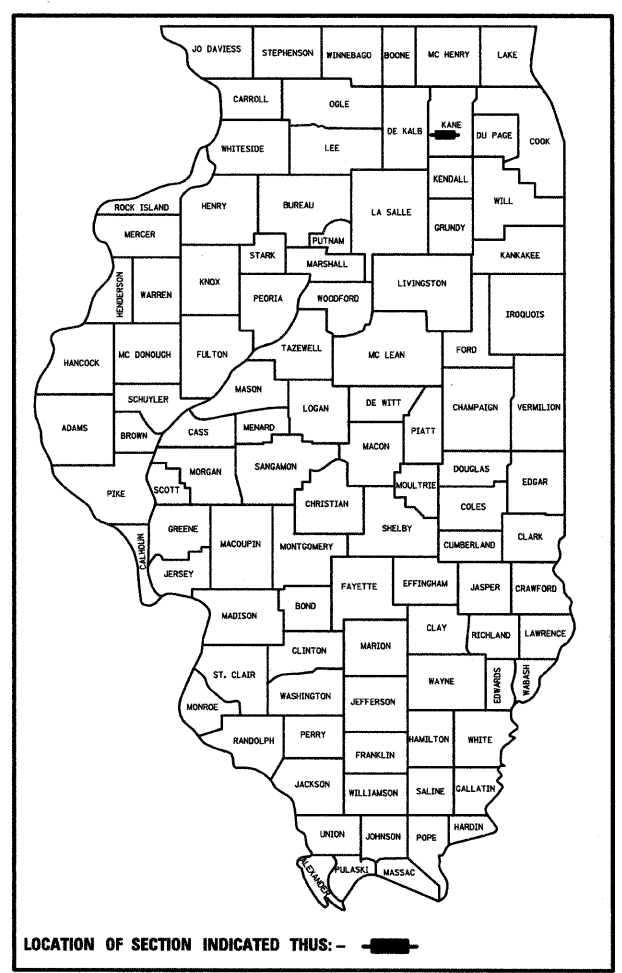 JO DAVIESS
STEPHENSON
WINNEBAGO
BOONE
MC HENRY
LAKE
CARROLL
OGLE
DE KALB
KANE
DU PAGE
COOK
WHITESIDE
LEE
KENDALL
WILL
ROCK ISLAND
HENRY
BUREAU
LA SALLE
GRUNDY
MERCER
PUTNAM
STARK
MARSHALL
KANKAKEE
HENDERSON
WARREN
KNOX
PEORIA
WOODFORD
LIVINGSTON
IROQUOIS
HANCOCK
MC DONOUGH
FULTON
TAZEWELL
MC LEAN
FORD
MASON
SCHUYLER
LOGAN
DE WITT
CHAMPAIGN
VERMILION
ADAMS
BROWN
CASS
MENARD
PIATT
MACON
PIKE
SCOTT
MORGAN
SANGAMON
MOULTRIE
DOUGLAS
EDGAR
CHRISTIAN
COLES
CALHOUN
GREENE
MACOUPIN
MONTGOMERY
SHELBY
CUMBERLAND
CLARK
JERSEY
FAYETTE
EFFINGHAM
JASPER
CRAWFORD
MADISON
BOND
CLAY
RICHLAND
LAWRENCE
CLINTON
MARION
ST. CLAIR
WAYNE
EDWARDS
WABASH
WASHINGTON
JEFFERSON
MONROE
RANDOLPH
PERRY
HAMILTON
WHITE
FRANKLIN
JACKSON
WILLIAMSON
SALINE
GALLATIN
UNION
JOHNSON
POPE
HARDIN
ALEXANDER
PULASKI
MASSAC
LOCATION OF SECTION INDICATED THUS: –